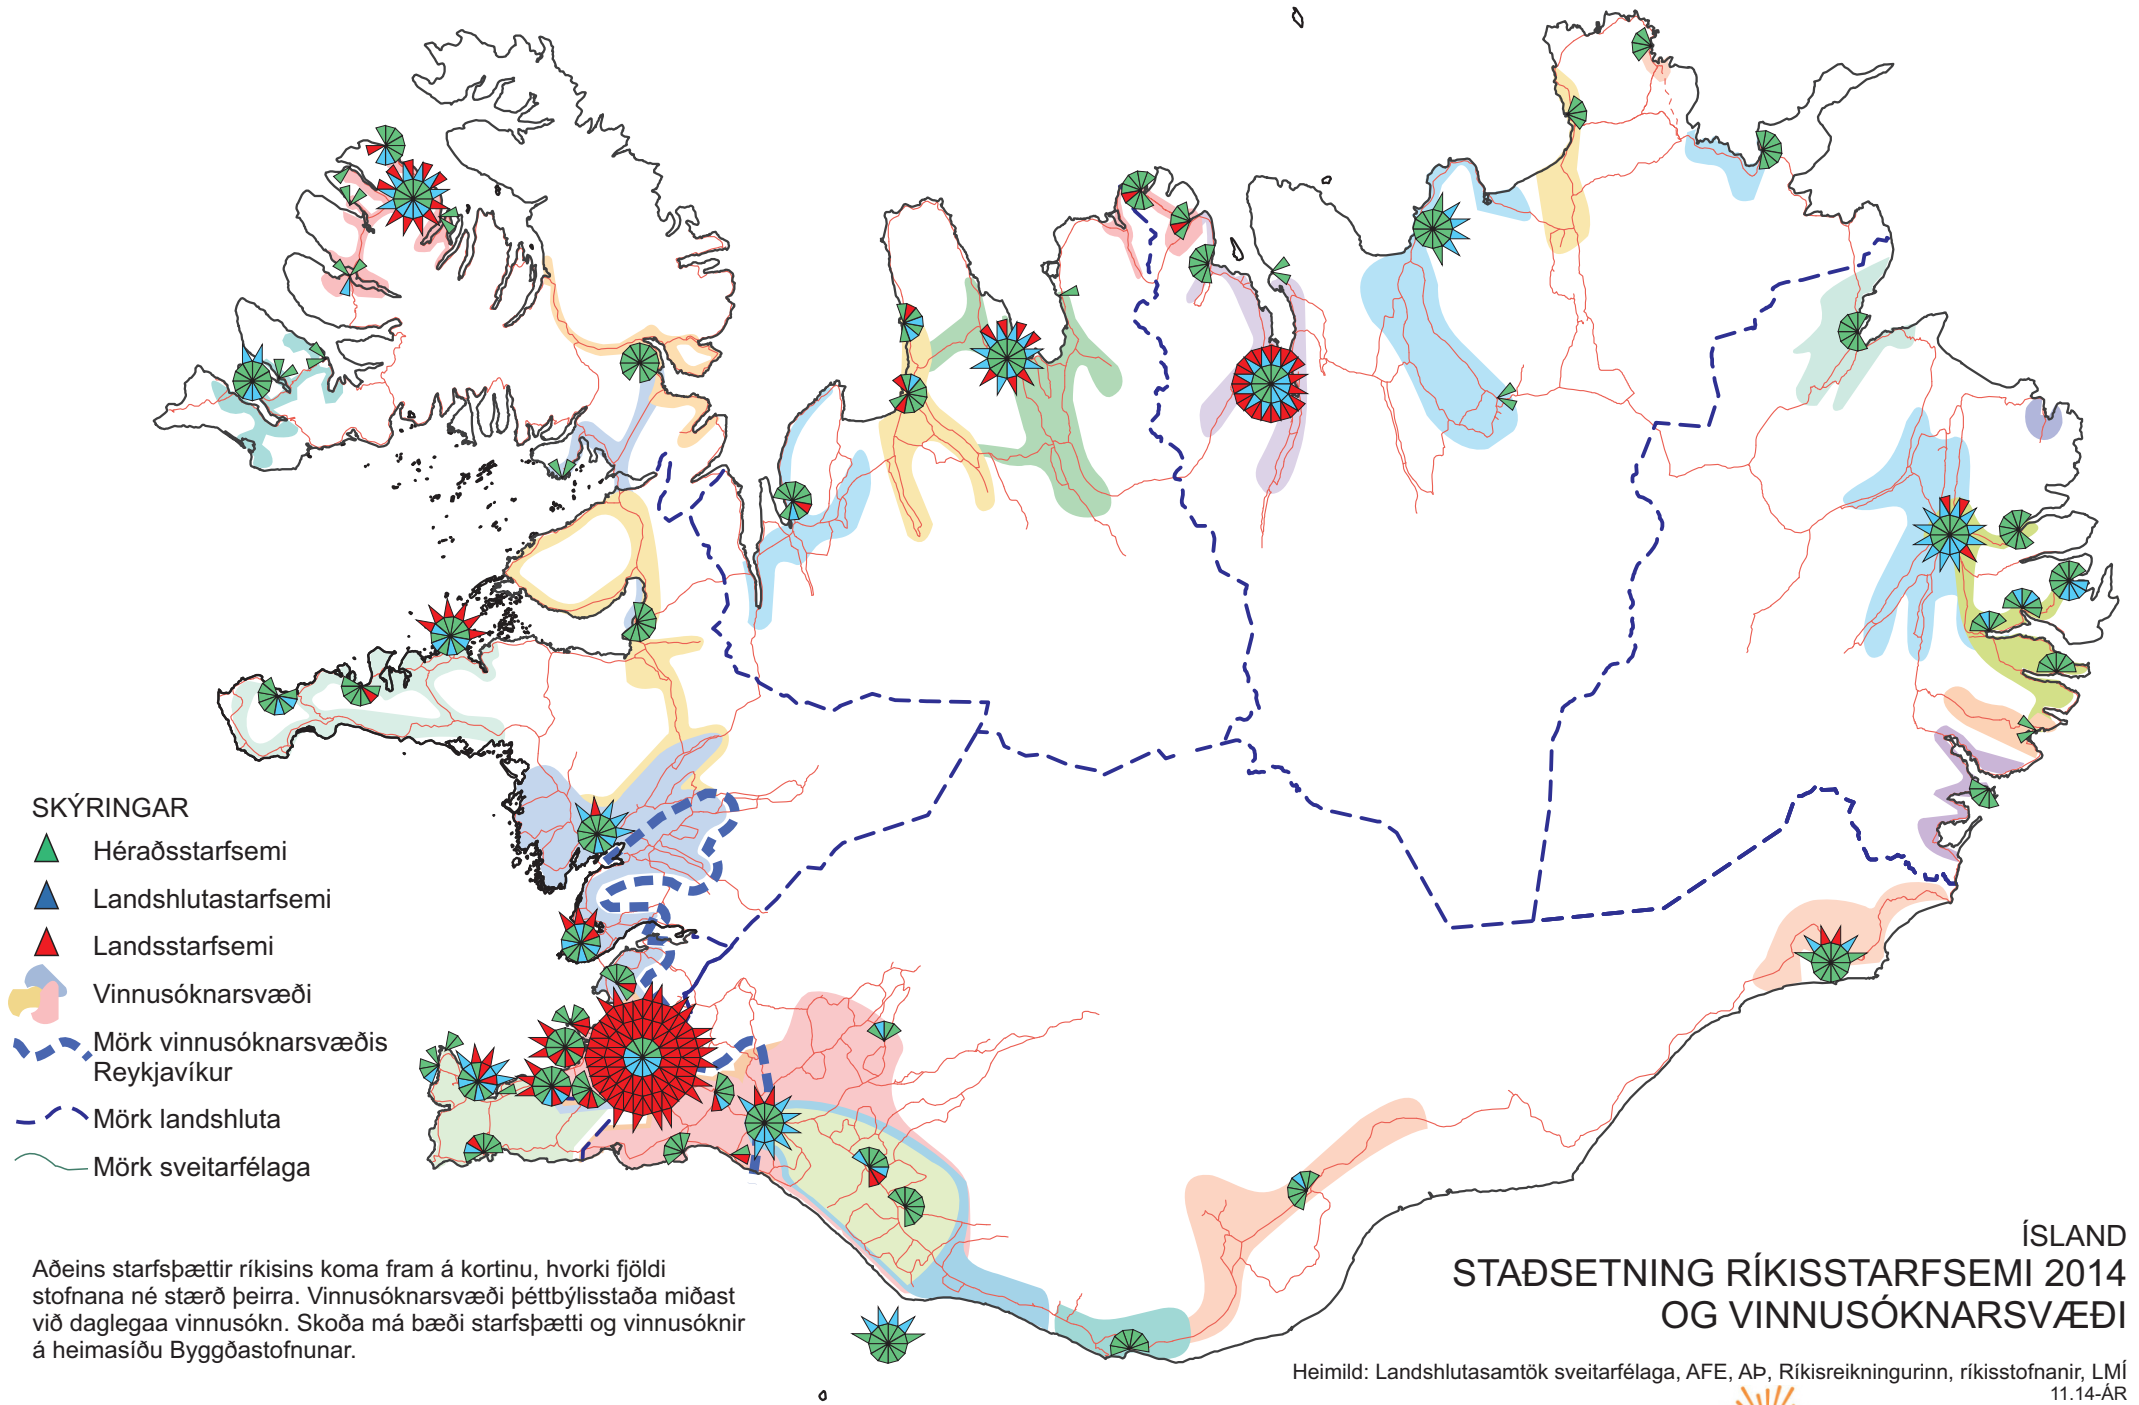 SKÝRINGAR
Héraðsstarfsemi
Landshlutastarfsemi
Landsstarfsemi
Vinnusóknarsvæði
Mörk vinnusóknarsvæðis
Reykjavíkur
Mörk landshluta
Mörk sveitarfélaga
Aðeins starfsþættir ríkisins koma fram á kortinu, hvorki fjöldi
stofnana né stærð þeirra. Vinnusóknarsvæði þéttbýlisstaða miðast
við daglegaa vinnusókn. Skoða má bæði starfsþætti og vinnusóknir
á heimasíðu Byggðastofnunar.
ÍSLAND
STAÐSETNING RÍKISSTARFSEMI 2014
OG VINNUSÓKNARSVÆÐI
Heimild: Landshlutasamtök sveitarfélaga, AFE, AÞ, Ríkisreikningurinn, ríkisstofnanir, LMÍ
11.14-ÁR